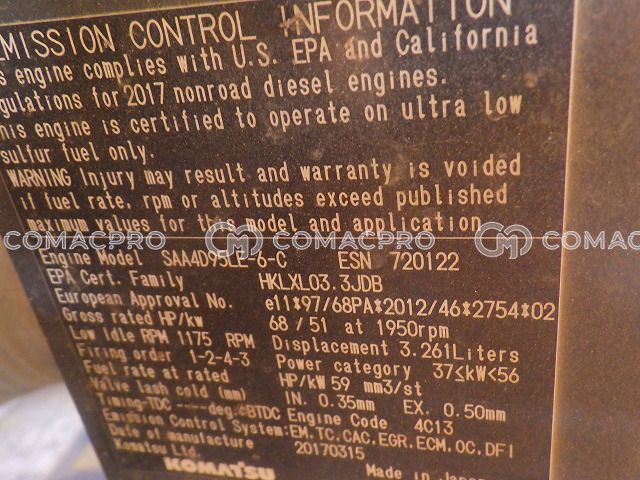 EMISSION CONTROL INFORMATION
s engine complies with U.S. EPA and California
gulations for 2017 nonroad diesel engines.
his engine is certified to operate on ultra low
sulfur fuel only.
WARNING Injury may result and warranty is voided
if fuel rate, rpm or altitudes exceed published
maximum values for this model and application
COMACPRO COMACPRO COMACPRO
Engine Model SAA4D95LE-6-C ESN 720122
EPA Cert. Family HKLXL03.3JDB
European Approval No. e11*97/68PA*2012/46*2754*02
Gross rated HP/kw 68/51 at 1950rpm
Low Idle RPM 1175 RPM Displacement 3.261Liters
Firing order 1-2-4-3 Power category 37≤kW<56
Fuel rate at rated HP/kW 59 mm3/st
Valve lash cold (mm) IN. 0.35mm EX. 0.50mm
Timing-TDC ---- deg.cBTDC Engine Code 4C13
Emission Control System:EM,TC,CAC,EGR,ECM,OC,DFI
Date of manufacture 20170315
Komatsu Ltd.
KOMATSU Made in Japan